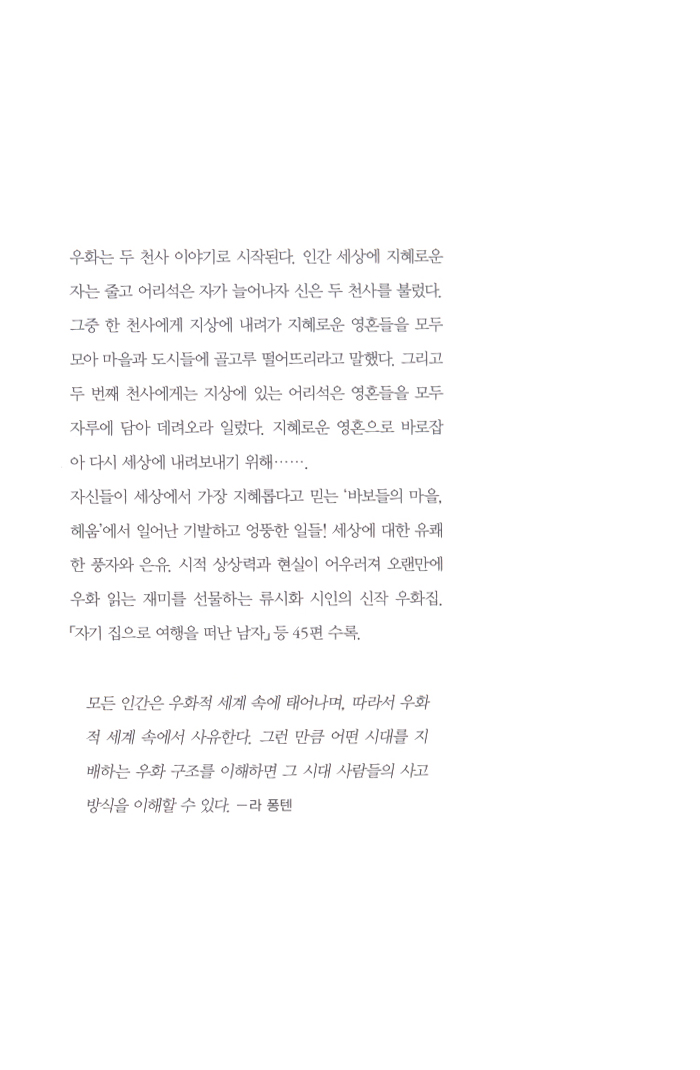 우화는 두 천사 이야기로 시작된다. 인간 세상에 지혜로운
자는 줄고 어리석은 자가 늘어나자 신은 두 천사를 불렀다.
그중 한 천사에게 지상에 내려가 지혜로운 영혼들을 모두
모아 마을과 도시들에 골고루 떨어뜨리라고 말했다. 그리고
두 번째 천사에게는 지상에 있는 어리석은 영혼들을 모두
자루에 담아 데려오라 일렀다. 지혜로운 영혼으로 바로잡
아 다시 세상에 내려보내기 위해…….
자신들이 세상에서 가장 지혜롭다고 믿는 ‘바보들의 마을,
헤움’에서 일어난 기발하고 엉뚱한 일들! 세상에 대한 유쾌
한 풍자와 은유. 시적 상상력과 현실이 어우러져 오랜만에
우화 읽는 재미를 선물하는 류시화 시인의 신작 우화집.
「자기 집으로 여행을 떠난 남자」 등 45편 수록.
모든 인간은 우화적 세계 속에 태어나며, 따라서 우화
적 세계 속에서 사유한다. 그런 만큼 어떤 시대를 지
배하는 우화 구조를 이해하면 그 시대 사람들의 사고
방식을 이해할 수 있다. —라 퐁텐